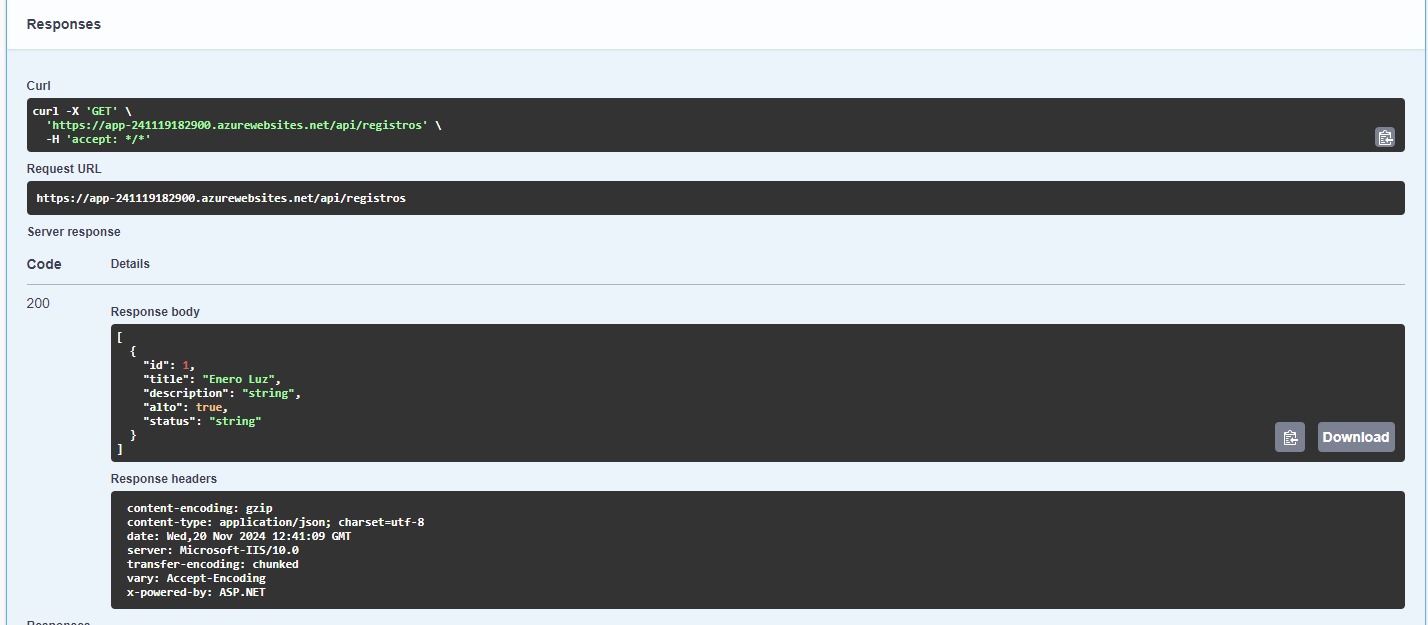 Responses
Curl
curl -X 'GET' \
  'https://app-241119182900.azurewebsites.net/api/registros' \
  -H 'accept: */*'
Request URL
https://app-241119182900.azurewebsites.net/api/registros
Server response
Code Details
200
Response body
[
  {
    "id": 1,
    "title": "Enero Luz",
    "description": "string",
    "alto": true,
    "status": "string"
  }
]
Download
Response headers
content-encoding: gzip
content-type: application/json; charset=utf-8
date: Wed,20 Nov 2024 12:41:09 GMT
server: Microsoft-IIS/10.0
transfer-encoding: chunked
vary: Accept-Encoding
x-powered-by: ASP.NET
Responses